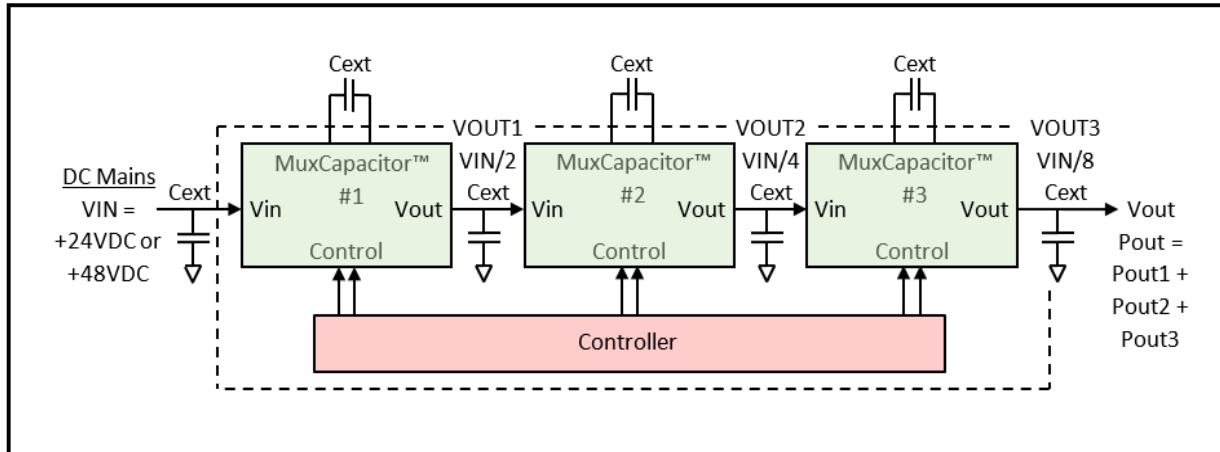 Cext
Cext
Cext
VOUT1
VIN/2
Cext
VOUT2
VIN/4
Cext
VOUT3
VIN/8
Cext
DC Mains
VIN =
+24VDC or
+48VDC
Cext
MuxCapacitor™
#1
Vin
Vout
Control
MuxCapacitor™
#2
Vin
Vout
Control
MuxCapacitor™
#3
Vin
Vout
Control
Vout
Pout =
Pout1 +
Pout2 +
Pout3
Controller